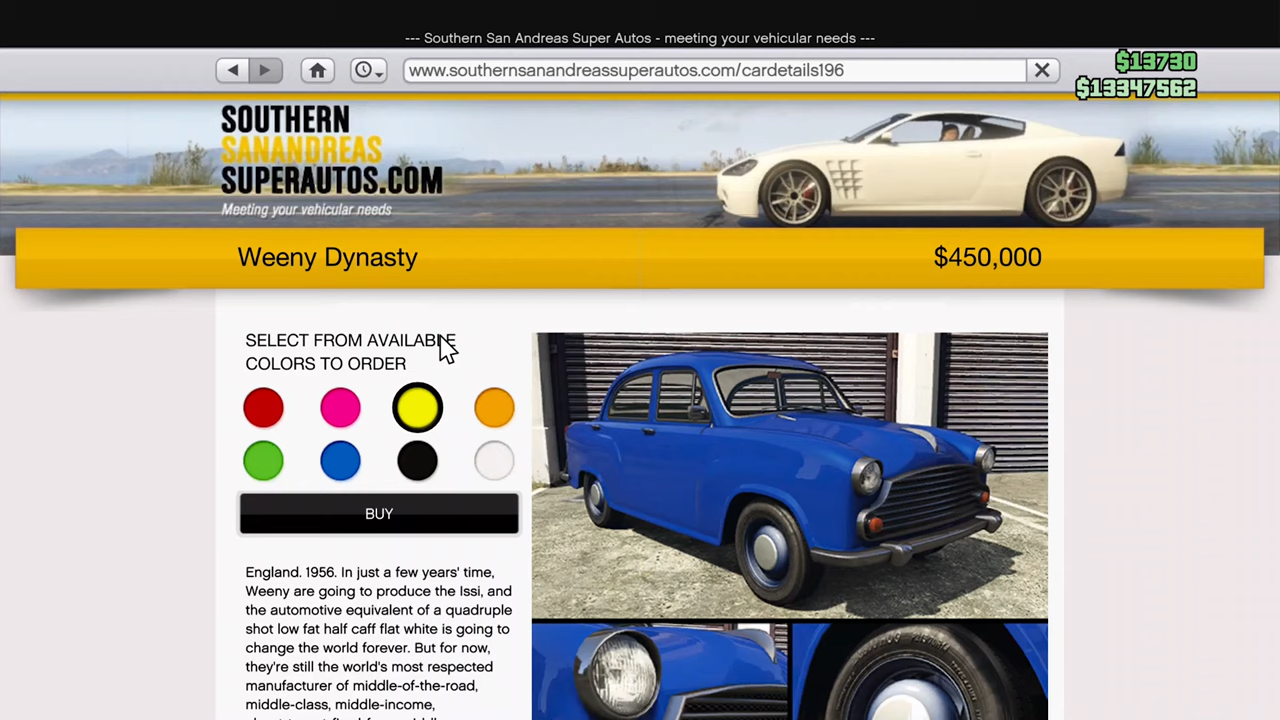 --- Southern San Andreas Super Autos - meeting your vehicular needs ---
www.southernsanandreassuperautos.com/cardetails196
$13730
$13347562
SOUTHERN
SANANDREAS
SUPERAUTOS.COM
Meeting your vehicular needs
Weeny Dynasty
$450,000
SELECT FROM AVAILABLE
COLORS TO ORDER
BUY
England. 1956. In just a few years' time,
Weeny are going to produce the Issi, and
the automotive equivalent of a quadruple
shot low fat half caff flat white is going to
change the world forever. But for now,
they're still the world's most respected
manufacturer of middle-of-the-road,
middle-class, middle-income,